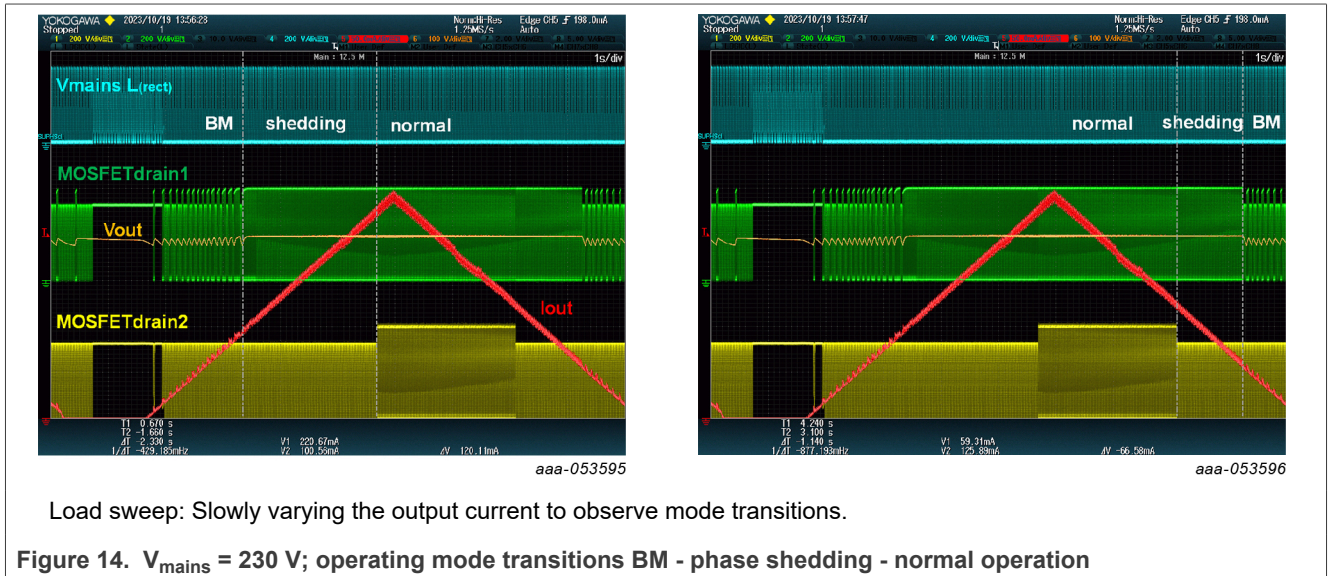 YOKOGAWA 2023/10/19 13:56:28
Stopped
Norm:Hi-Res
1.25MS/s
Edge CH5 198.0mA
Auto
Main : 12.5 M
1s/div
Vmains L(rect)
BM shedding normal
MOSFETdrain1
Vout
Iout
MOSFETdrain2
T1 0.670 s
T2 -1.660 s
ΔT -2.330 s
1/ΔT -429.185mHz
V1 220.67mA
V2 100.56mA
ΔV 120.11mA
aaa-053595
YOKOGAWA 2023/10/19 13:57:47
Stopped
Norm:Hi-Res
1.25MS/s
Edge CH5 198.0mA
Auto
Main : 12.5 M
1s/div
normal shedding BM
T1 4.240 s
T2 3.100 s
ΔT -1.140 s
1/ΔT -877.193mHz
V1 59.31mA
V2 125.89mA
ΔV -66.58mA
aaa-053596
Load sweep: Slowly varying the output current to observe mode transitions.
Figure 14. Vmains = 230 V; operating mode transitions BM - phase shedding - normal operation